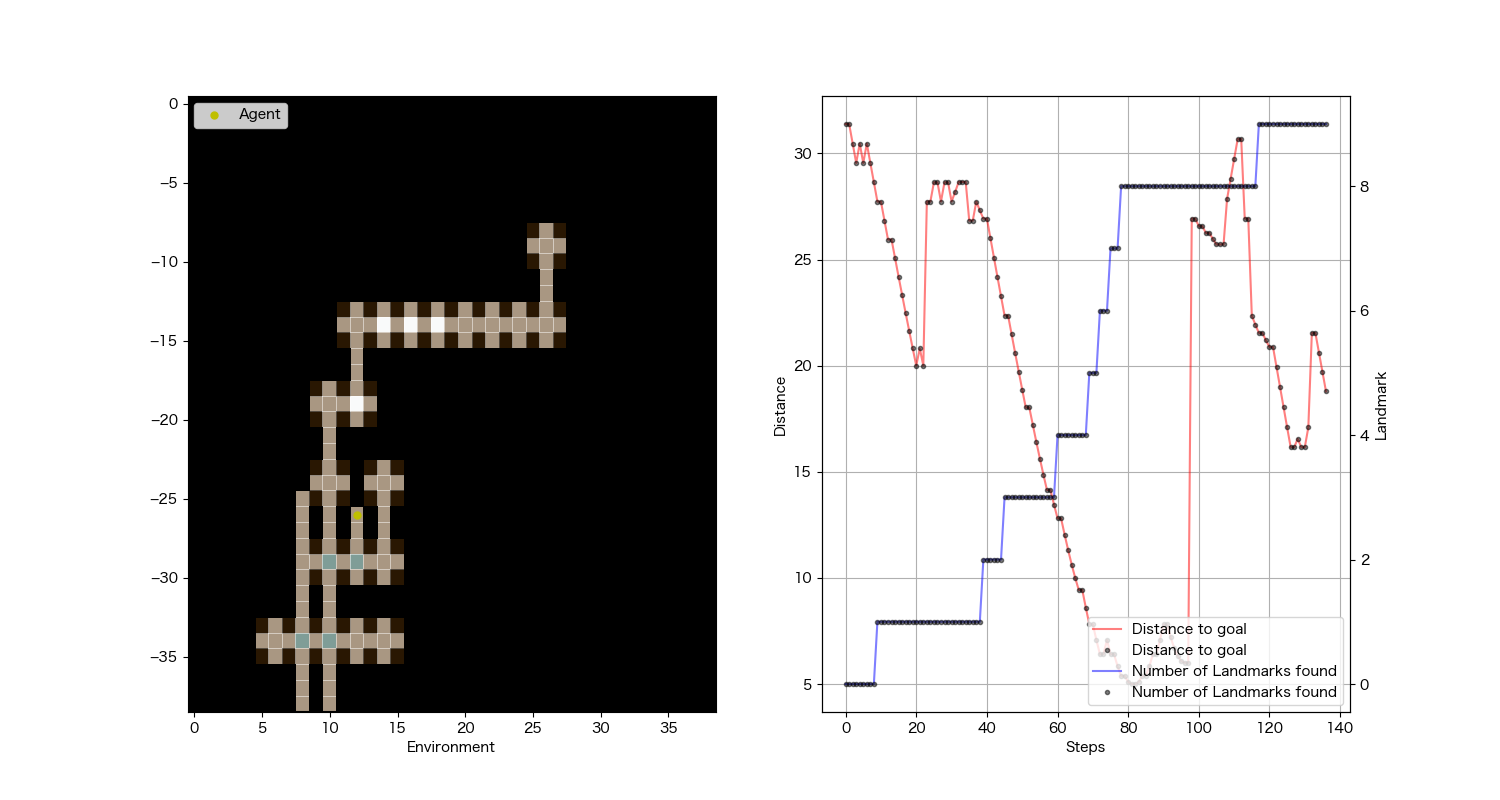 Agent
0
−5
−10
−15
−20
−25
−30
−35
0 5 10 15 20 25 30 35
Environment
Distance
30
25
20
15
10
5
0 20 40 60 80 100 120 140
Steps
8
6
4
2
0
Landmark
Distance to goal
Distance to goal
Number of Landmarks found
Number of Landmarks found